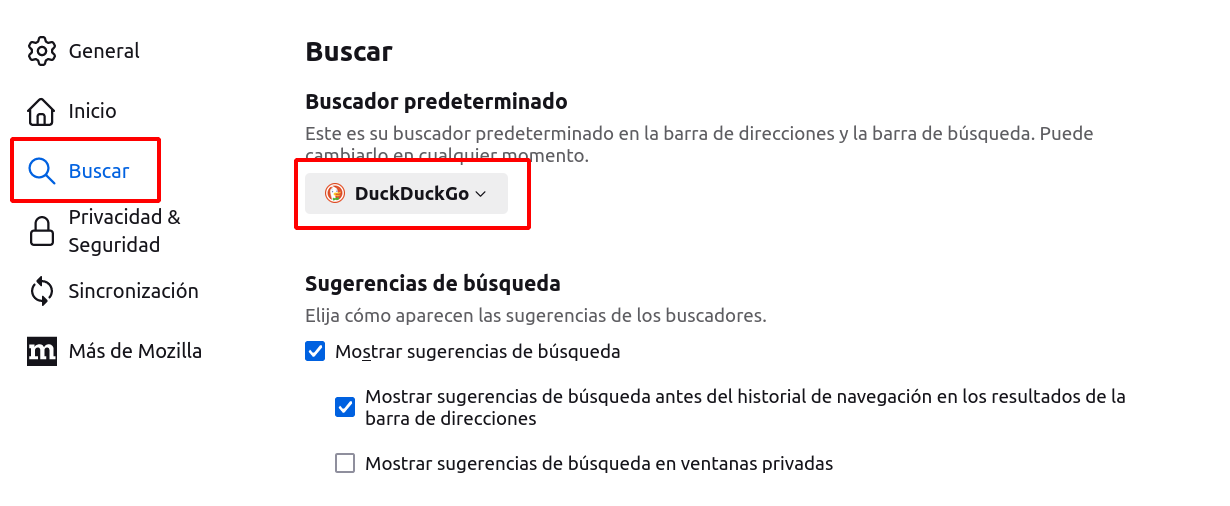 General
Inicio
Buscar
Privacidad &
Seguridad
Sincronización
m
Más de Mozilla
Buscar
Buscador predeterminado
Este es su buscador predeterminado en la barra de direcciones y la barra de búsqueda. Puede
cambiarlo en cualquier momento.
DuckDuckGo
Sugerencias de búsqueda
Elija cómo aparecen las sugerencias de los buscadores.
Mostrar sugerencias de búsqueda
Mostrar sugerencias de búsqueda antes del historial de navegación en los resultados de la
barra de direcciones
Mostrar sugerencias de búsqueda en ventanas privadas